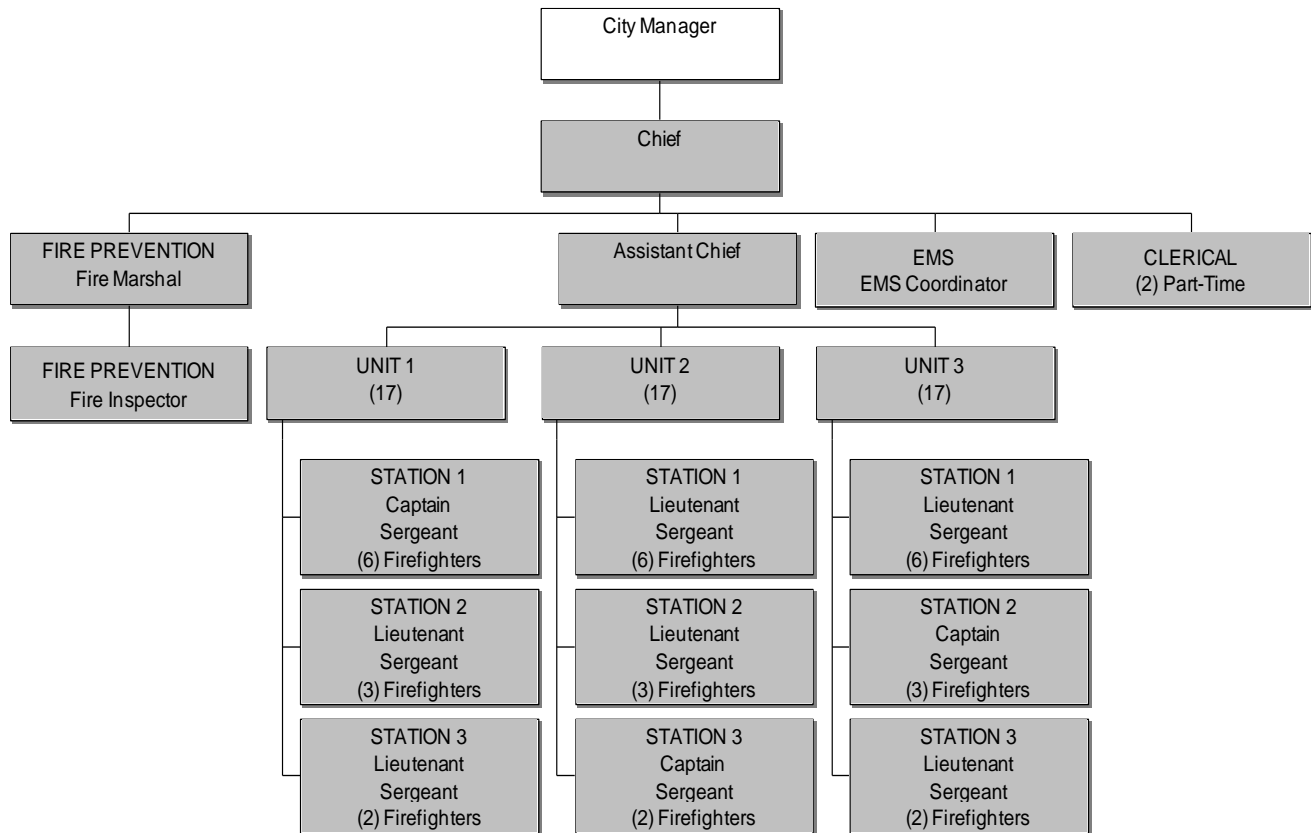 City Manager
Chief
FIRE PREVENTION
Fire Marshal
Assistant Chief
EMS
EMS Coordinator
CLERICAL
(2) Part-Time
FIRE PREVENTION
Fire Inspector
UNIT 1
(17)
UNIT 2
(17)
UNIT 3
(17)
STATION 1
Captain
Sergeant
(6) Firefighters
STATION 1
Lieutenant
Sergeant
(6) Firefighters
STATION 1
Lieutenant
Sergeant
(6) Firefighters
STATION 2
Lieutenant
Sergeant
(3) Firefighters
STATION 2
Lieutenant
Sergeant
(3) Firefighters
STATION 2
Captain
Sergeant
(3) Firefighters
STATION 3
Lieutenant
Sergeant
(2) Firefighters
STATION 3
Captain
Sergeant
(2) Firefighters
STATION 3
Lieutenant
Sergeant
(2) Firefighters